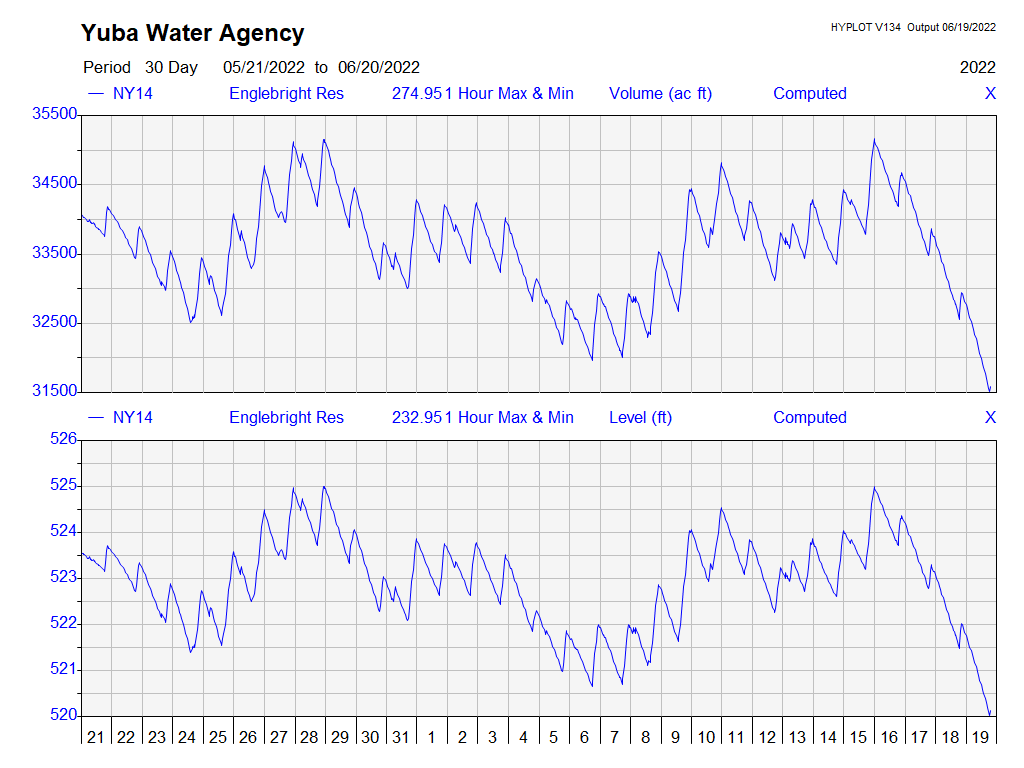 Yuba Water Agency
HYPLOT V134 Output 06/19/2022
Period 30 Day 05/21/2022 to 06/20/2022 2022
NY14 Englebright Res 274.951 Hour Max & Min Volume (ac ft) Computed X
35500
34500
33500
32500
31500
NY14 Englebright Res 232.951 Hour Max & Min Level (ft) Computed X
526
525
524
523
522
521
520
21 22 23 24 25 26 27 28 29 30 31 1 2 3 4 5 6 7 8 9 10 11 12 13 14 15 16 17 18 19